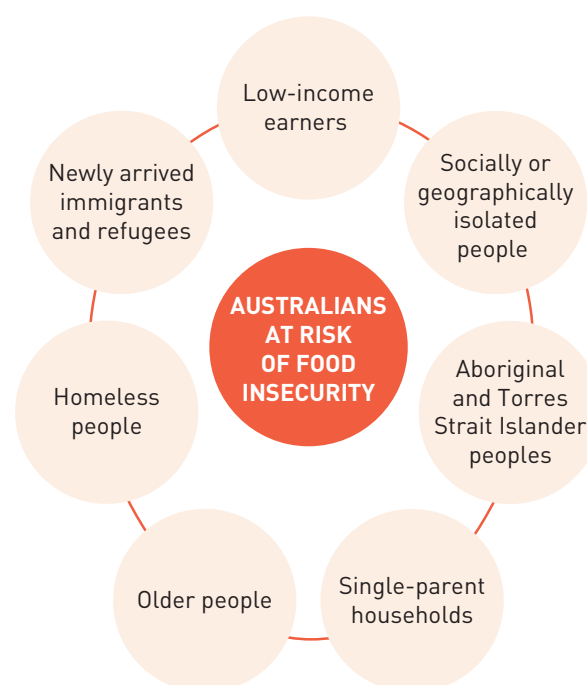 Low-income
earners
Socially or
geographically
isolated
people
Aboriginal
and Torres
Strait Islander
peoples
Single-parent
households
Older people
Homeless
people
Newly arrived
immigrants
and refugees
AUSTRALIANS
AT RISK
OF FOOD
INSECURITY